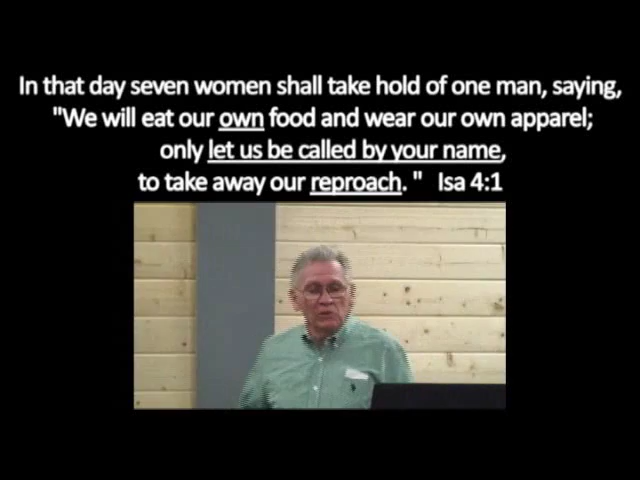 In that day seven women shall take hold of one man, saying,
"We will eat our own food and wear our own apparel;
only let us be called by your name,
to take away our reproach. " Isa 4:1